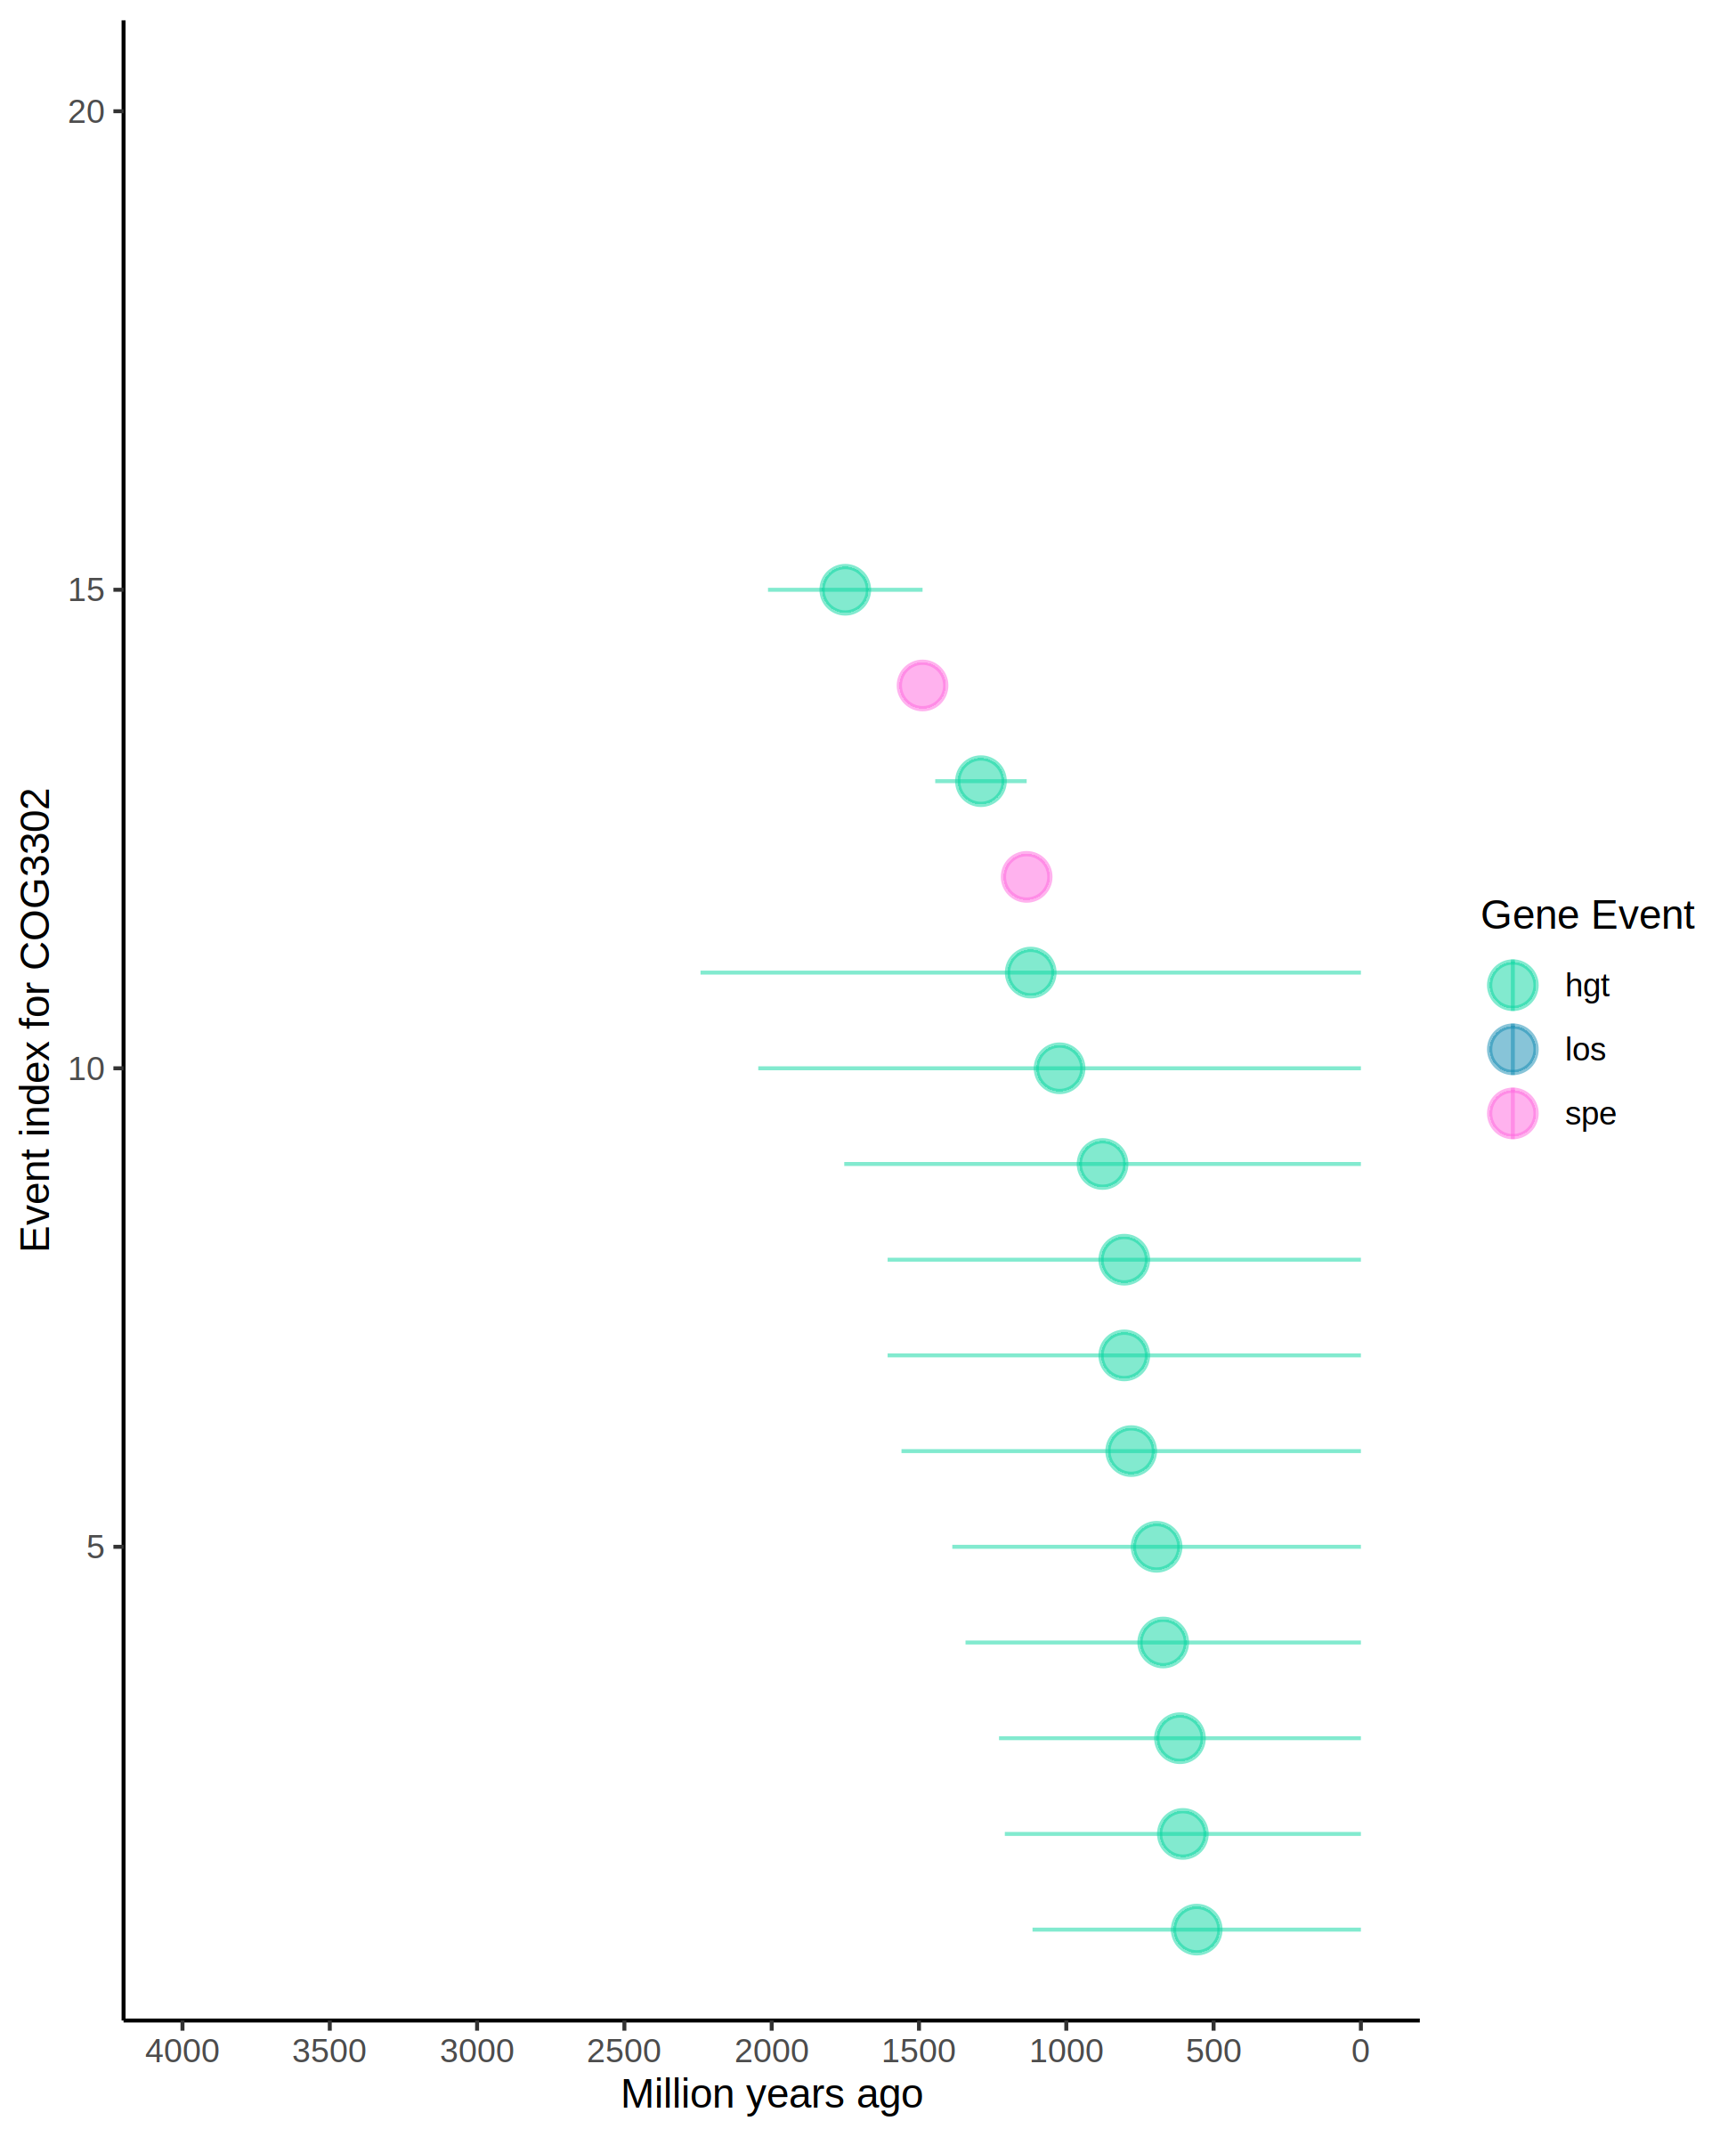 20
15
10
5
Event index for COG3302
4000 3500 3000 2500 2000 1500 1000 500 0
Million years ago
Gene Event
hgt
los
spe